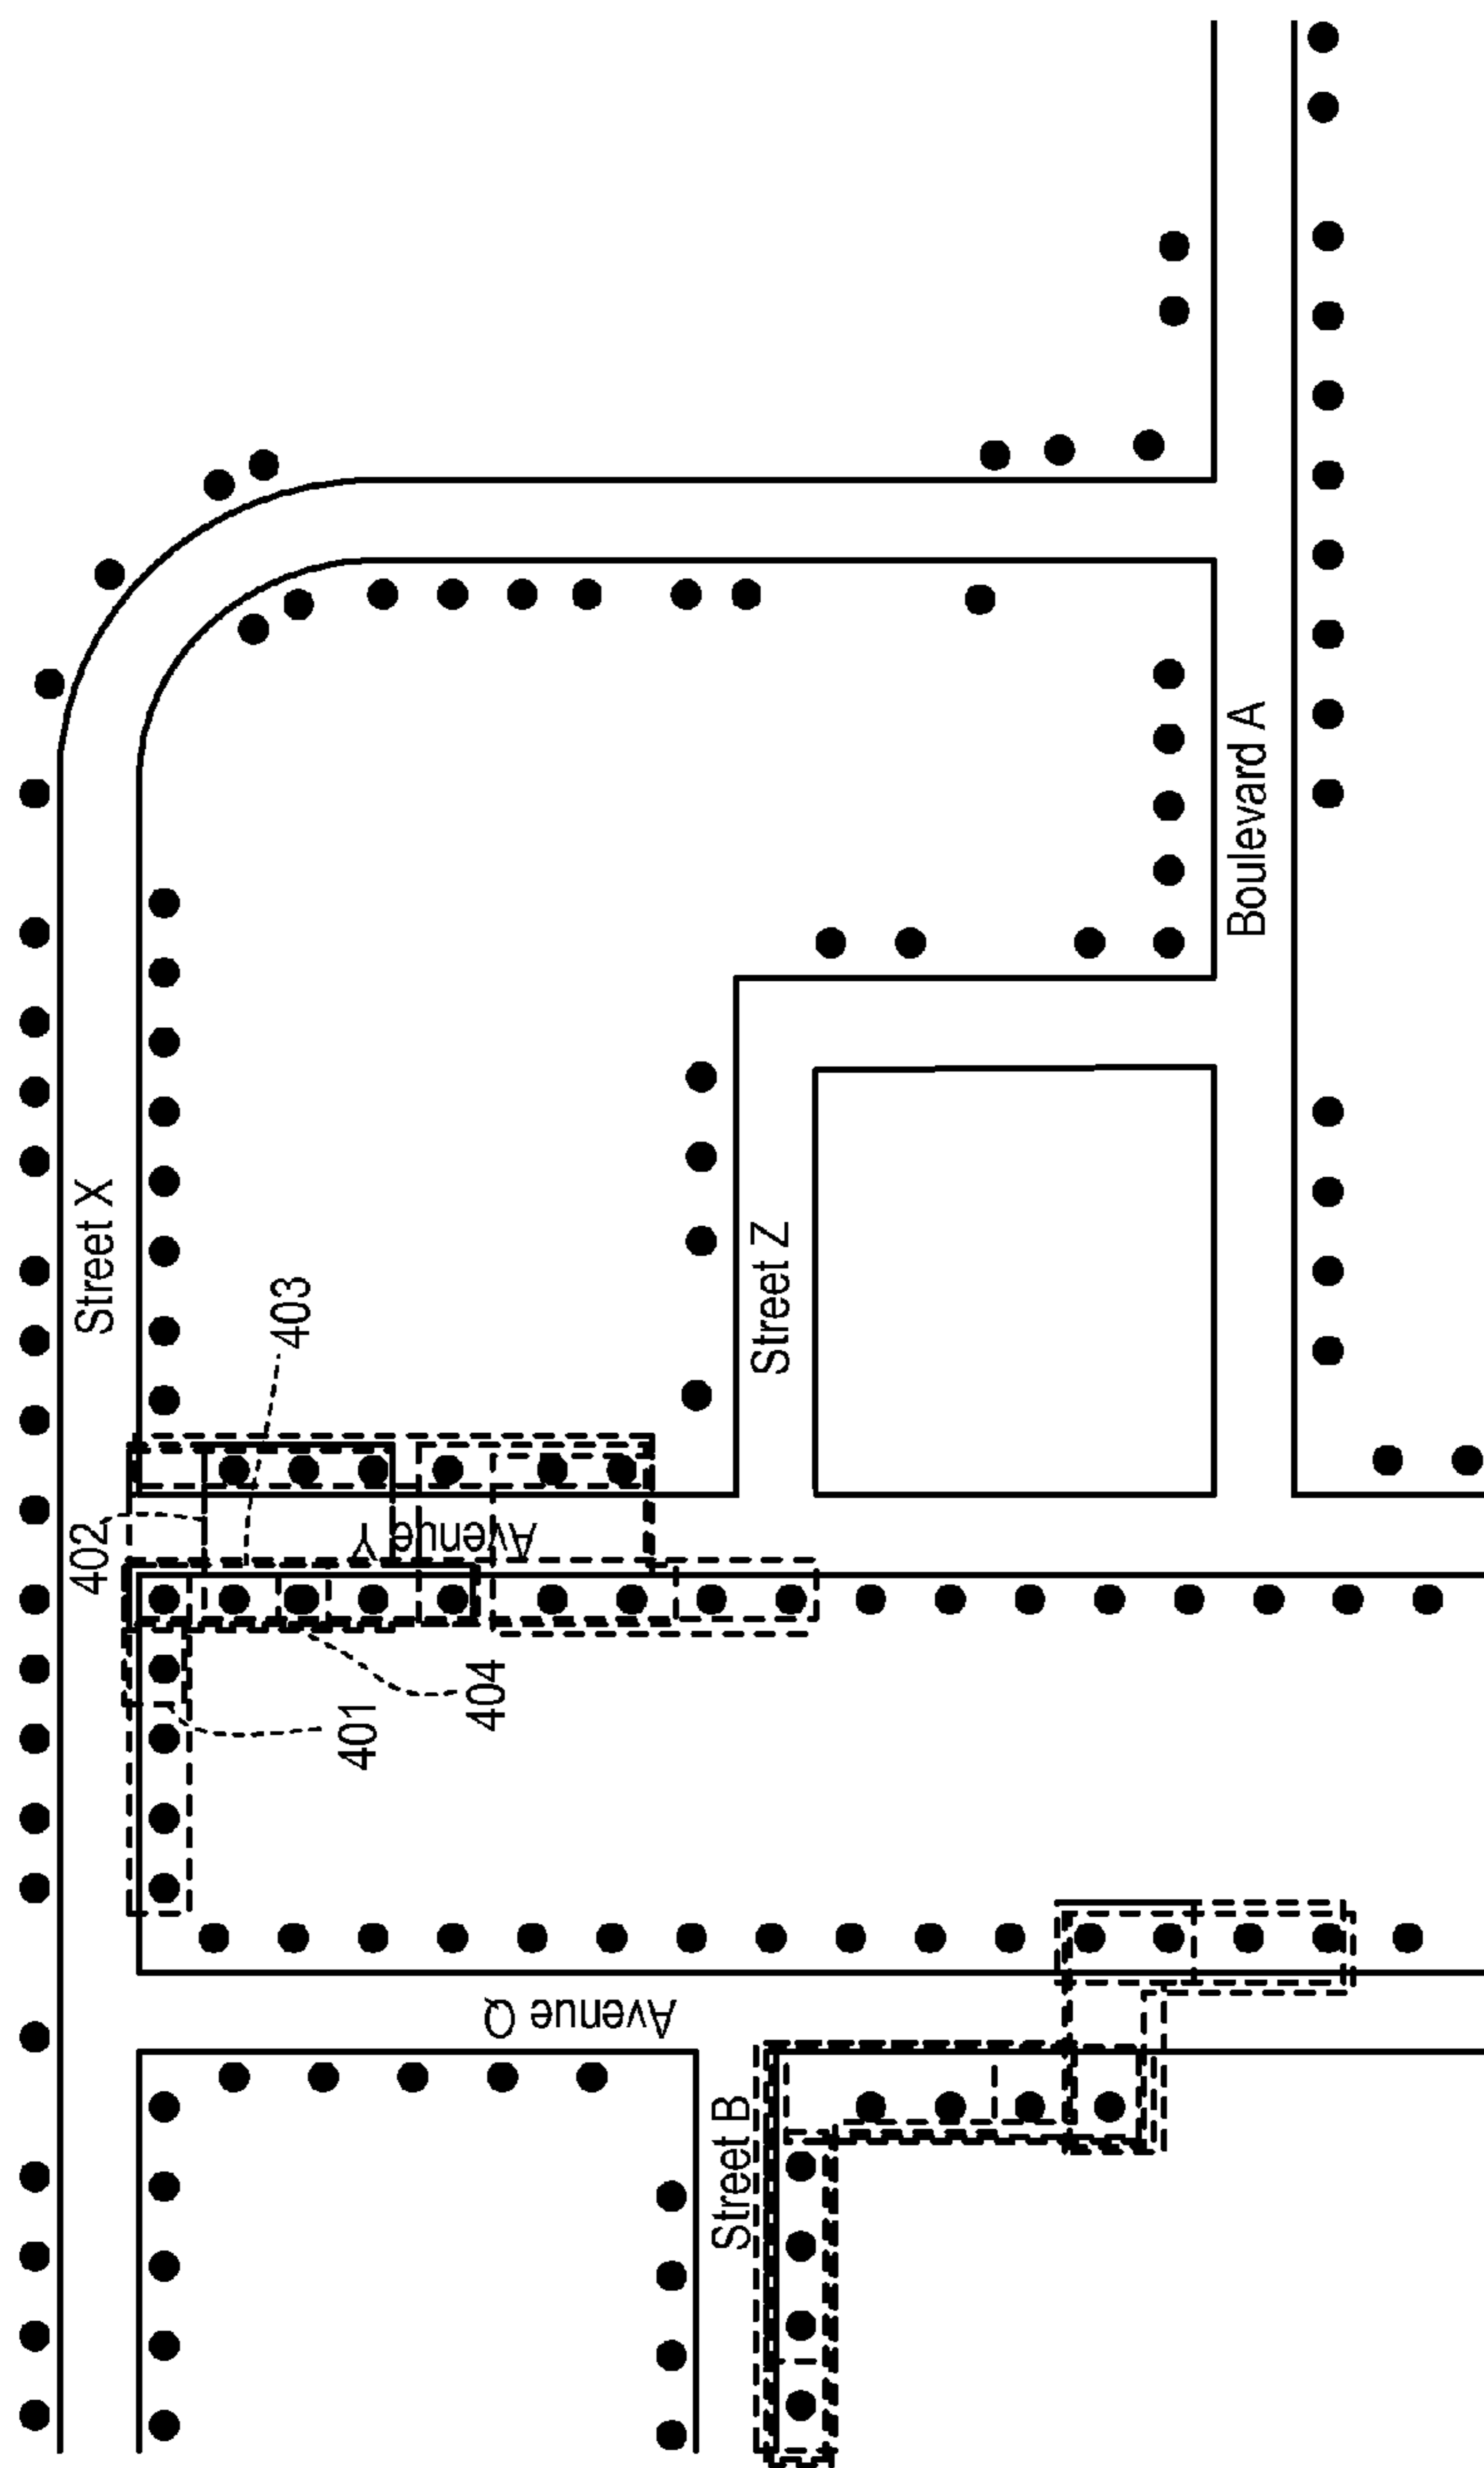 Street X
403
402
Avenue Y
404
401
Street Z
Boulevard A
Avenue Q
Street B